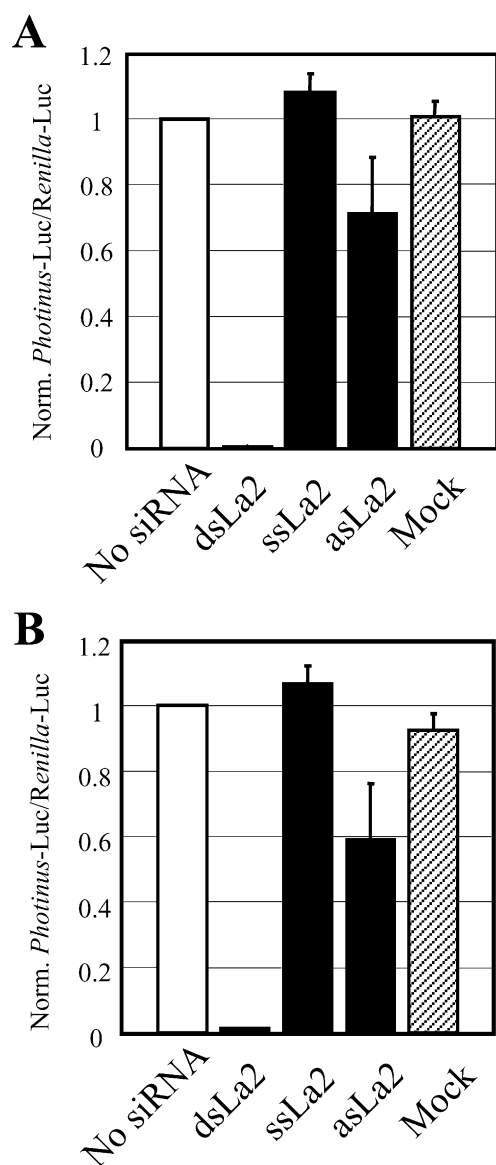 A
Norm. Photinus-Luc/Renilla-Luc
1.2
1
0.8
0.6
0.4
0.2
0
No siRNA
dsLa2
ssLa2
asLa2
Mock
B
Norm. Photinus-Luc/Renilla-Luc
1.2
1
0.8
0.6
0.4
0.2
0
No siRNA
dsLa2
ssLa2
asLa2
Mock